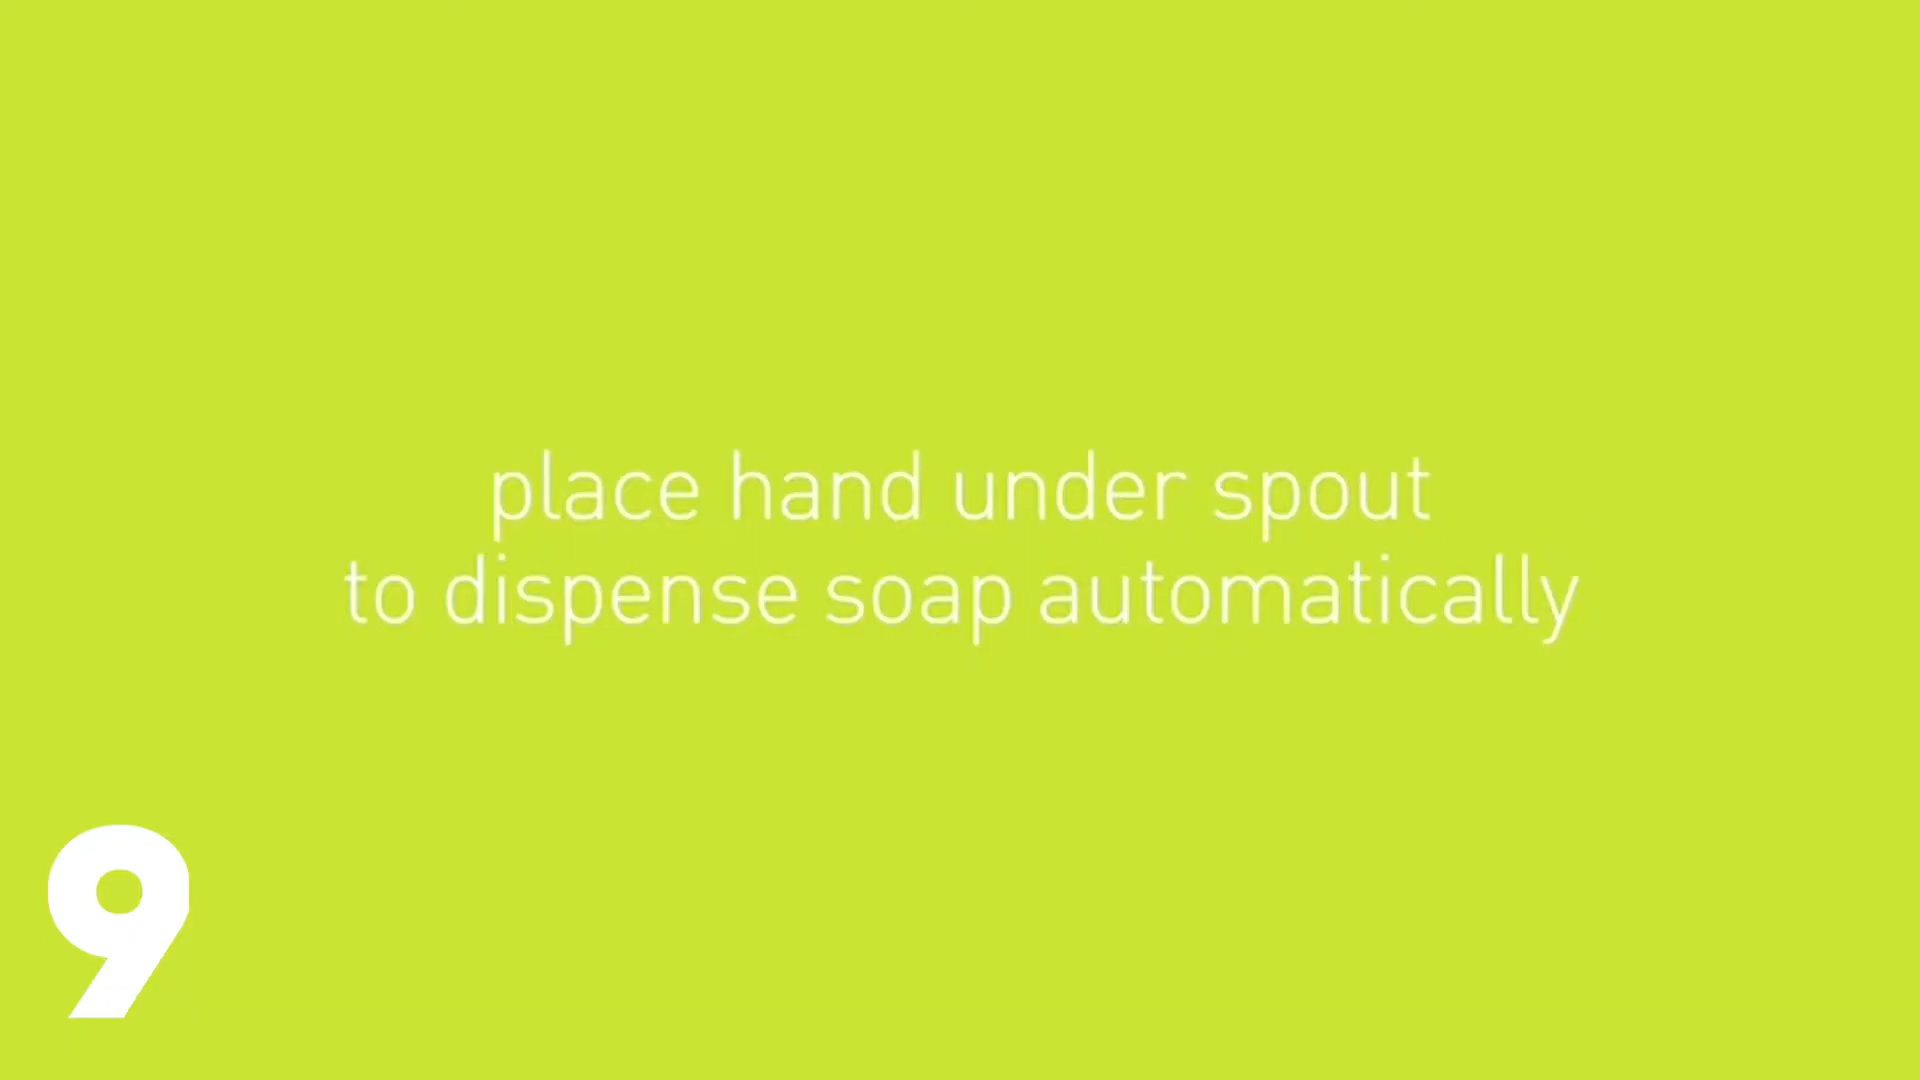 place hand under spout
to dispense soap automatically
9